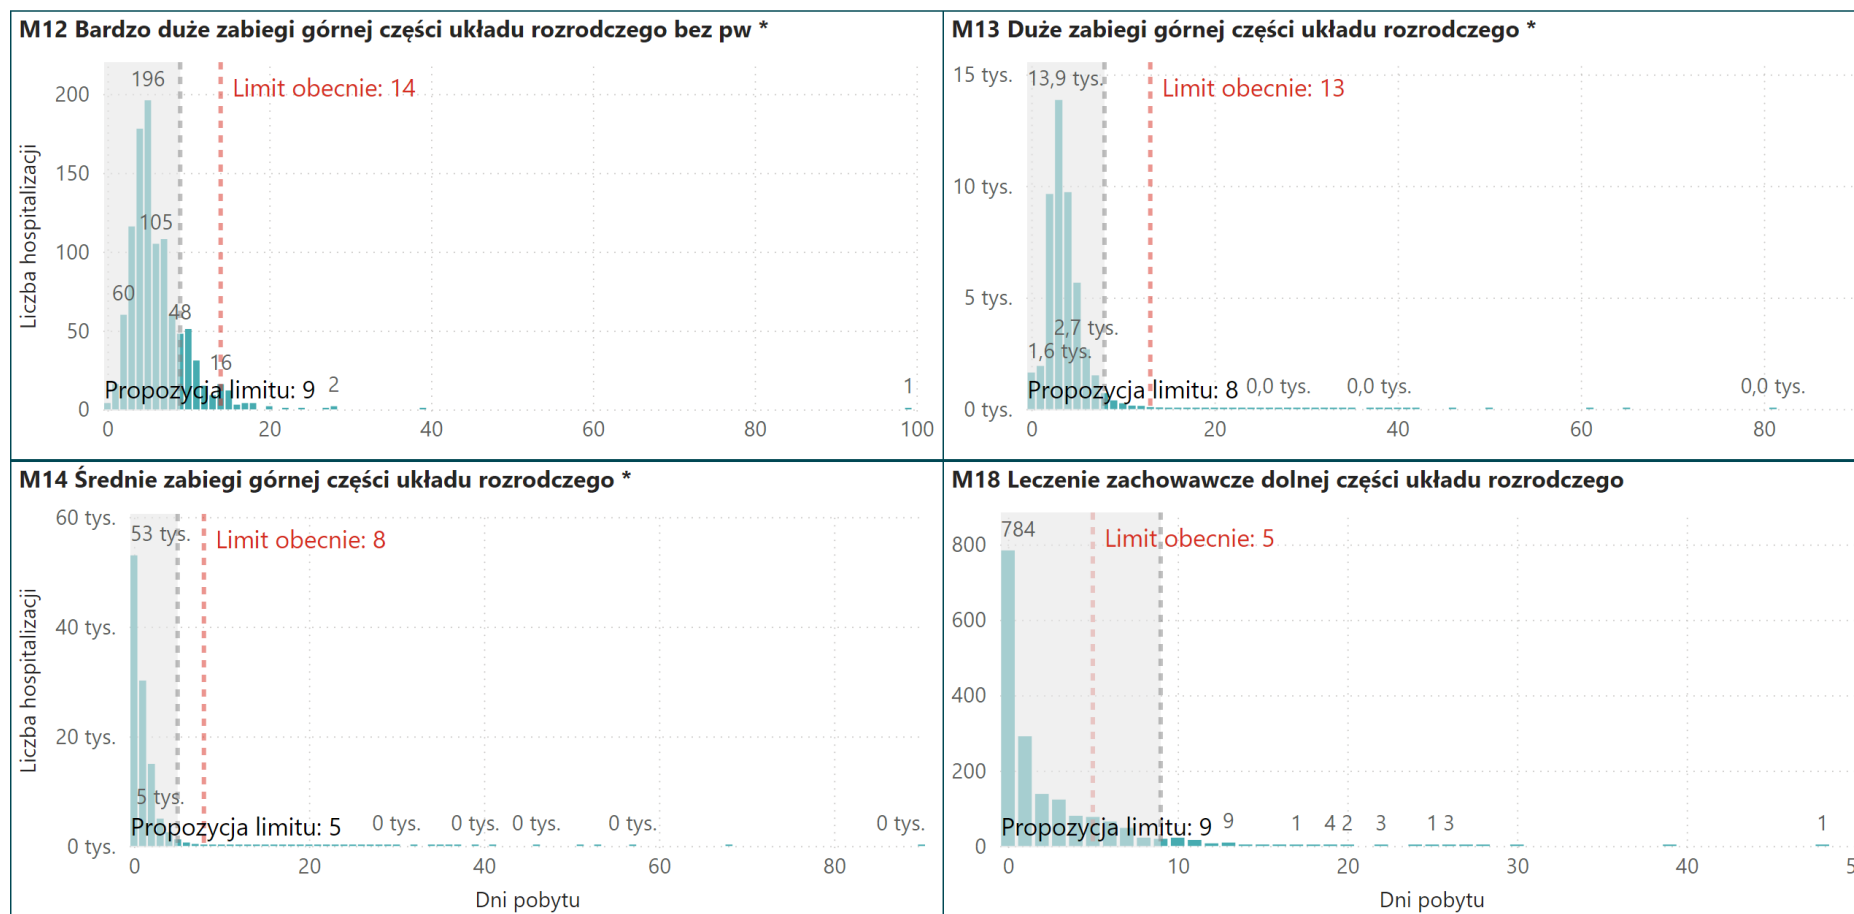 M12 Bardzo duże zabiegi górnej części układu rozrodczego bez pw *
Limit obecnie: 14
Liczba hospitalizacji
200
150
100
50
0
196
105
60
48
16
2
1
Propozycja limitu: 9
0 20 40 60 80 100
M13 Duże zabiegi górnej części układu rozrodczego *
Limit obecnie: 13
15 tys.
10 tys.
5 tys.
0 tys.
13,9 tys.
2,7 tys.
1,6 tys.
0,0 tys. 0,0 tys. 0,0 tys.
Propozycja limitu: 8
0 20 40 60 80
M14 Średnie zabiegi górnej części układu rozrodczego *
Limit obecnie: 8
Liczba hospitalizacji
60 tys.
40 tys.
20 tys.
0 tys.
53 tys.
5 tys.
0 tys. 0 tys. 0 tys. 0 tys. 0 tys.
Propozycja limitu: 5
0 20 40 60 80
Dni pobytu
M18 Leczenie zachowawcze dolnej części układu rozrodczego
Limit obecnie: 5
800
600
400
200
0
784
9 1 4 2 3 1 3 1
Propozycja limitu: 9
0 10 20 30 40 5
Dni pobytu